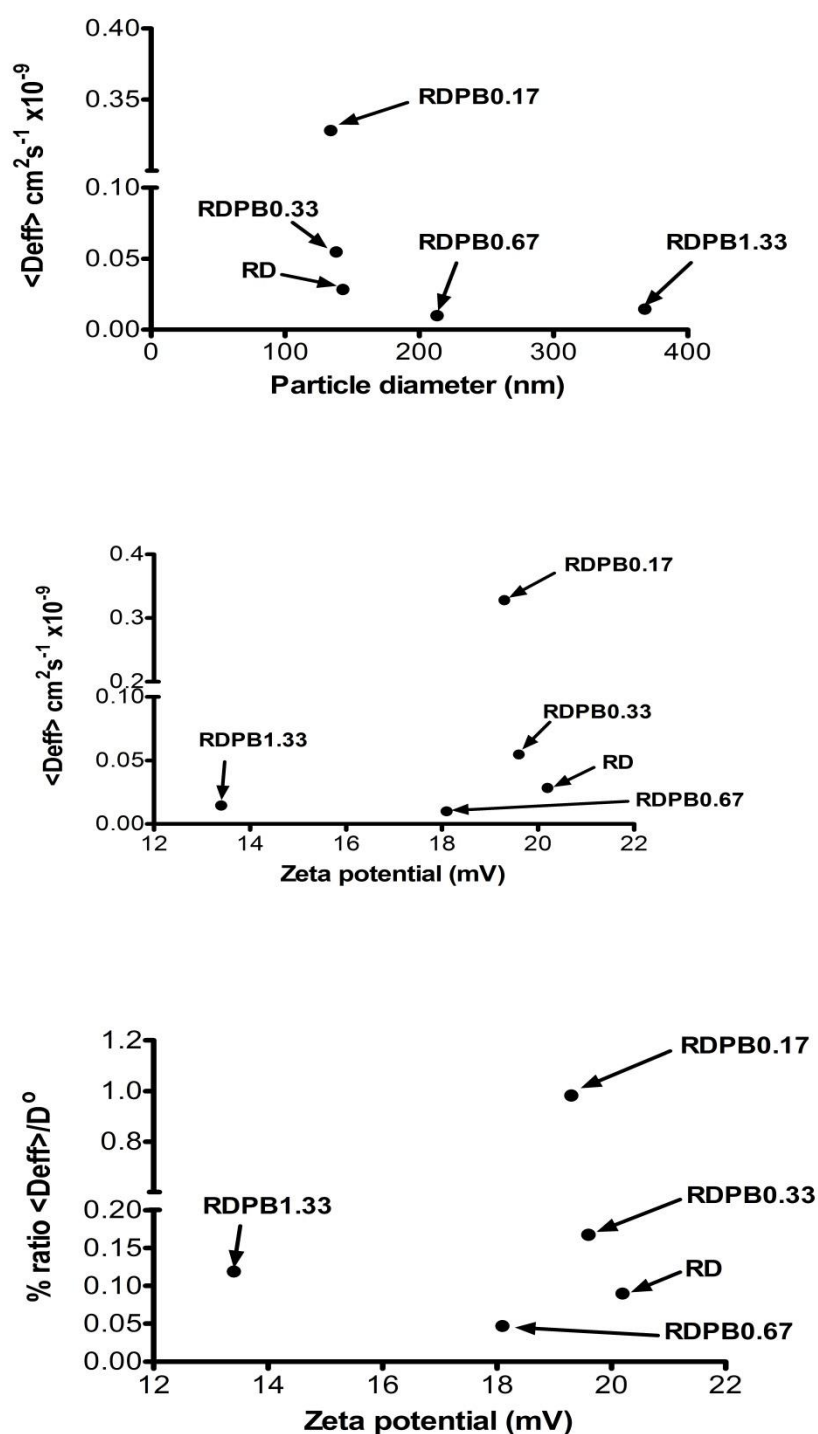 0.40
RDPB0.17
0.35
<Deff> cm²s⁻¹ x10⁻⁹
0.10
RDPB0.33
RDPB0.67
RDPB1.33
RD
0.05
0.00
0 100 200 300 400
Particle diameter (nm)
0.4
RDPB0.17
0.3
<Deff> cm²s⁻¹ x10⁻⁹
0.2
0.10
RDPB0.33
RDPB1.33
RD
0.05
RDPB0.67
0.00
12 14 16 18 20 22
Zeta potential (mV)
1.2
RDPB0.17
1.0
0.8
% ratio <Deff>/Dº
0.20
RDPB0.33
RDPB1.33
0.15
RD
0.10
RDPB0.67
0.05
0.00
12 14 16 18 20 22
Zeta potential (mV)